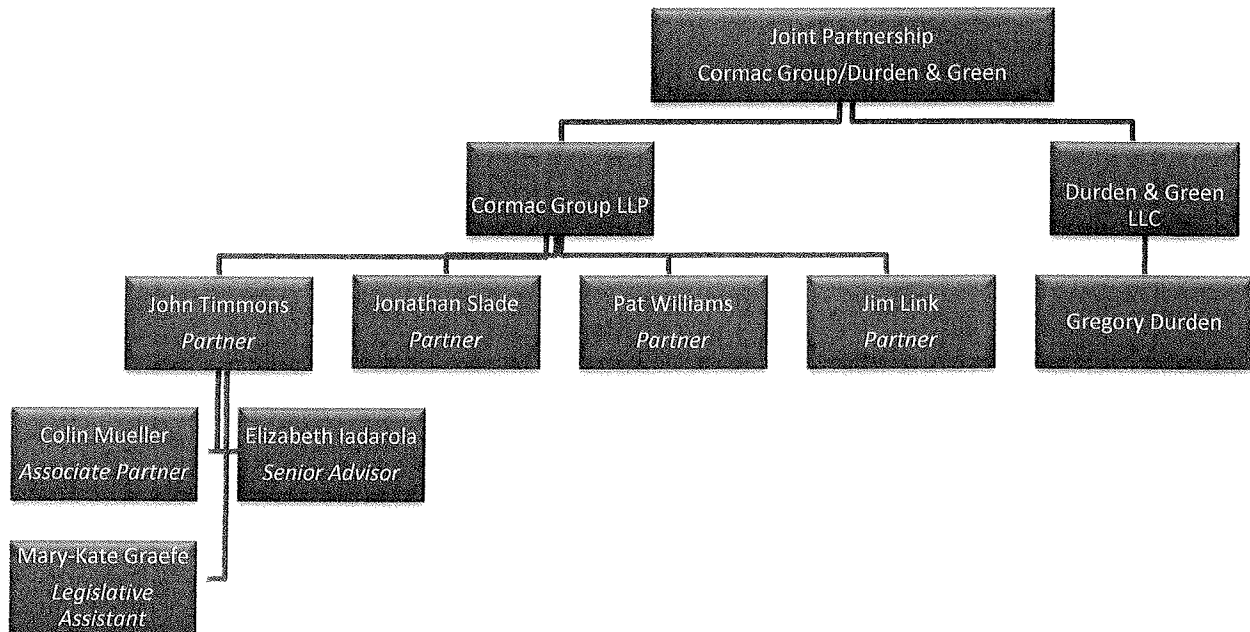 Joint Partnership
Cormac Group/Durden & Green
Cormac Group LLP
Durden & Green
LLC
John Timmons
Partner
Jonathan Slade
Partner
Pat Williams
Partner
Jim Link
Partner
Gregory Durden
Colin Mueller
Associate Partner
Elizabeth Iadarola
Senior Advisor
Mary-Kate Graefe
Legislative
Assistant